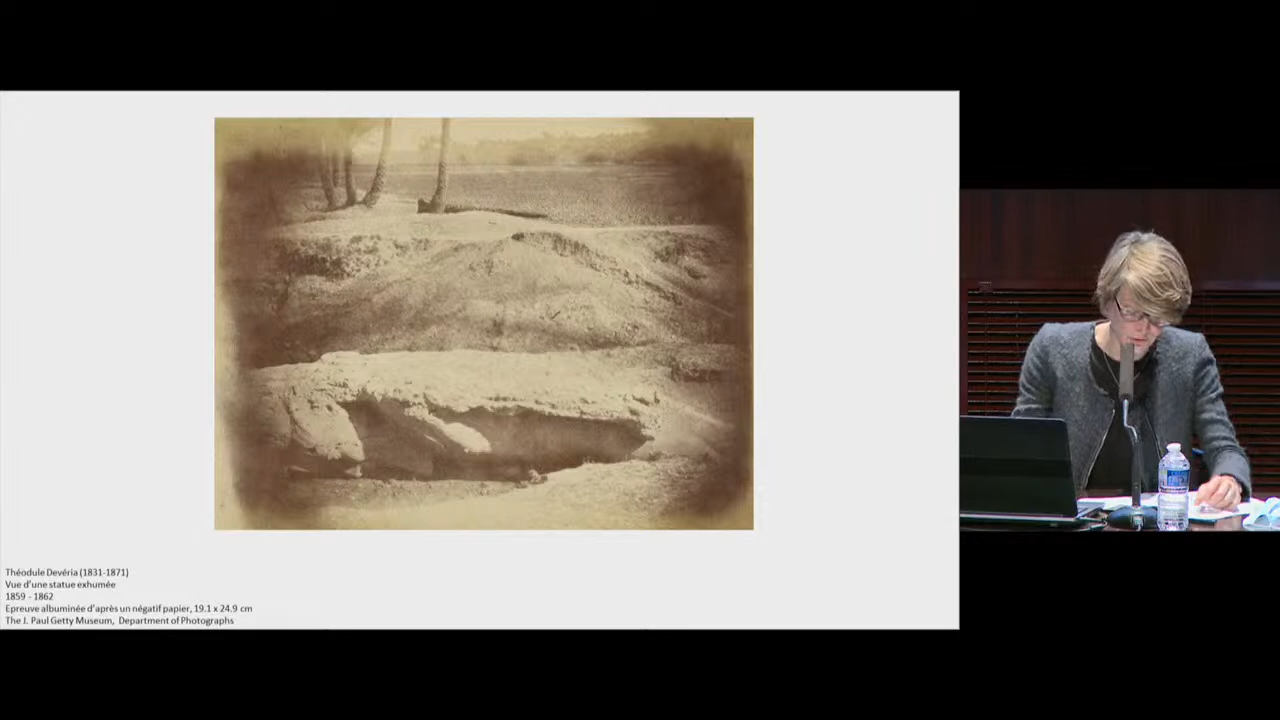 Théodule Devéria (1831-1871)
Vue d'une statue exhumée
1859 - 1862
Epreuve albuminée d'après un négatif papier, 19.1 x 24.9 cm
The J. Paul Getty Museum,  Department of Photographs